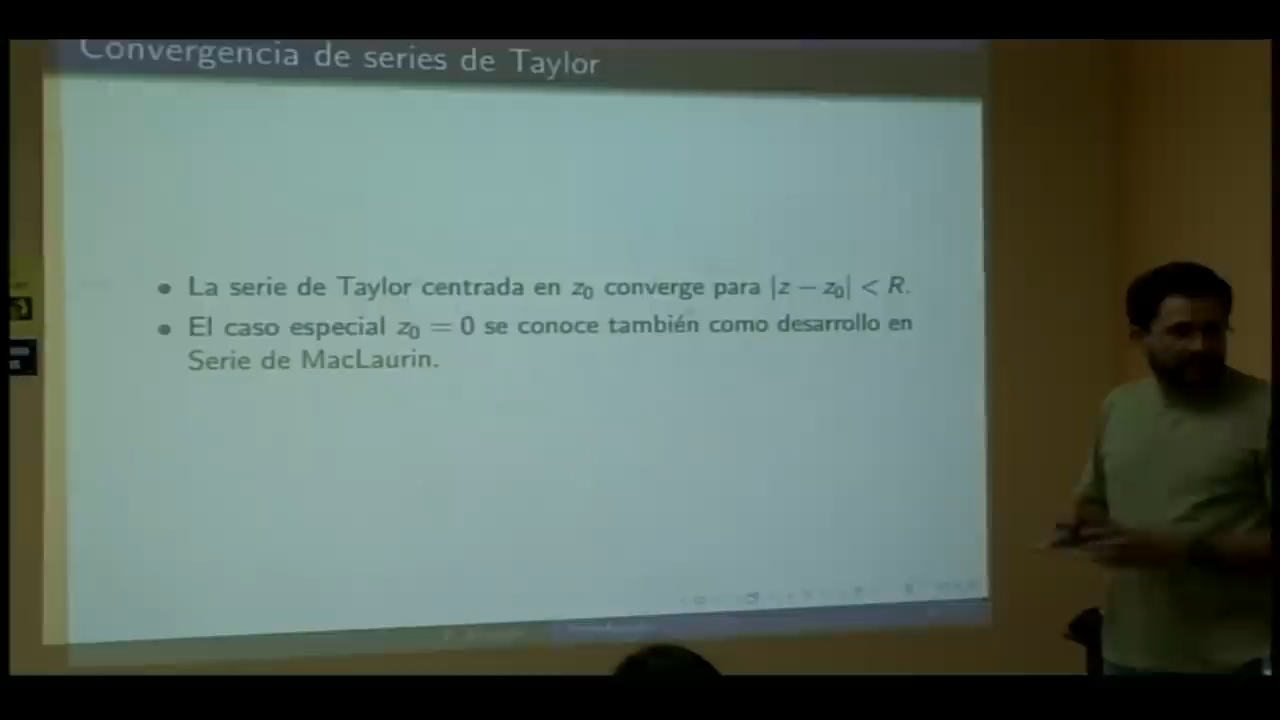 Convergencia de series de Taylor
• La serie de Taylor centrada en z₀ converge para |z − z₀| < R.
• El caso especial z₀ = 0 se conoce también como desarrollo en
Serie de MacLaurin.